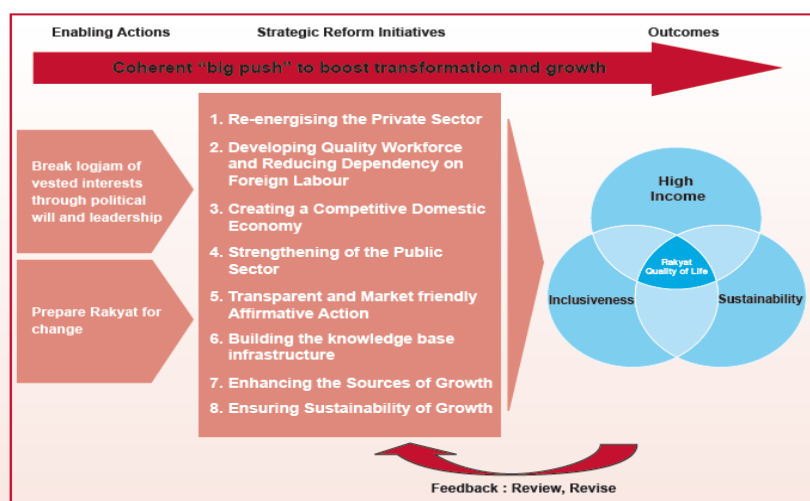 Enabling Actions
Strategic Reform Initiatives
Outcomes
Coherent “big push” to boost transformation and growth
Break logjam of
vested interests
through political
will and leadership
Prepare Rakyat for
change
1. Re-energising the Private Sector
2. Developing Quality Workforce
and Reducing Dependency on
Foreign Labour
3. Creating a Competitive Domestic
Economy
4. Strengthening of the Public
Sector
5. Transparent and Market friendly
Affirmative Action
6. Building the knowledge base
infrastructure
7. Enhancing the Sources of Growth
8. Ensuring Sustainability of Growth
High
Income
Rakyat
Quality of Life
Inclusiveness
Sustainability
Feedback : Review, Revise